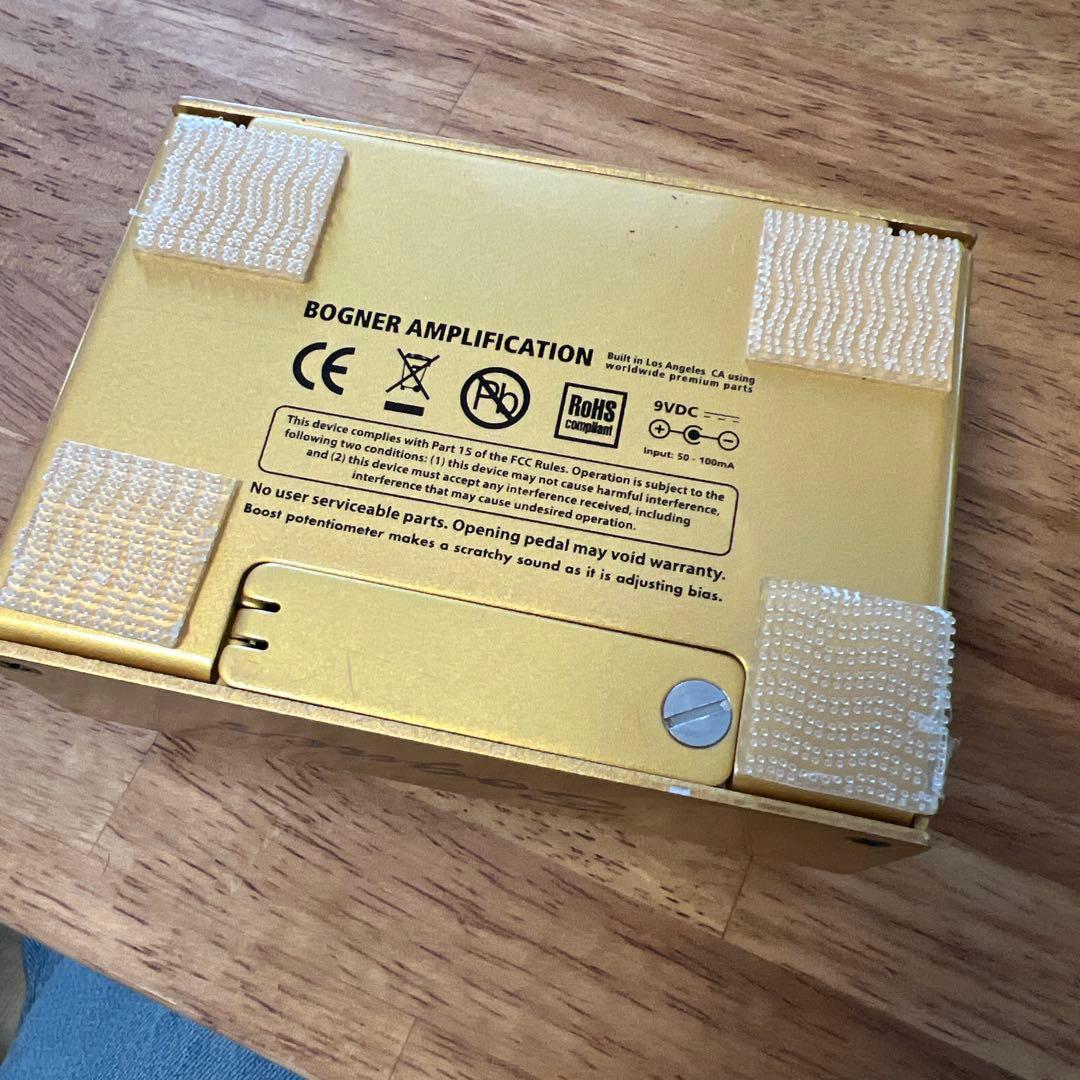 BOGNER AMPLIFICATION
Built in Los Angeles CA using
worldwide premium parts
CE
Pb
RoHS
compliant
9VDC
+ -
Input: 50 - 100mA
This device complies with Part 15 of the FCC Rules. Operation is subject to the
following two conditions: (1) this device may not cause harmful interference,
and (2) this device must accept any interference received, including
interference that may cause undesired operation.
No user serviceable parts. Opening pedal may void warranty.
Boost potentiometer makes a scratchy sound as it is adjusting bias.